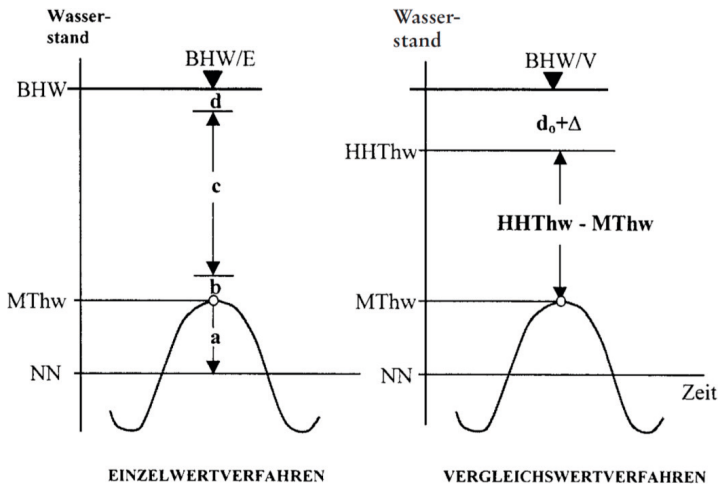 Wasser-
stand
BHW/E
BHW
d
c
b
MThw
a
NN
EINZELWERTVERFAHREN
Wasser-
stand
BHW/V
d₀+Δ
HHThw
HHThw - MThw
MThw
NN
Zeit
VERGLEICHSWERTVERFAHREN